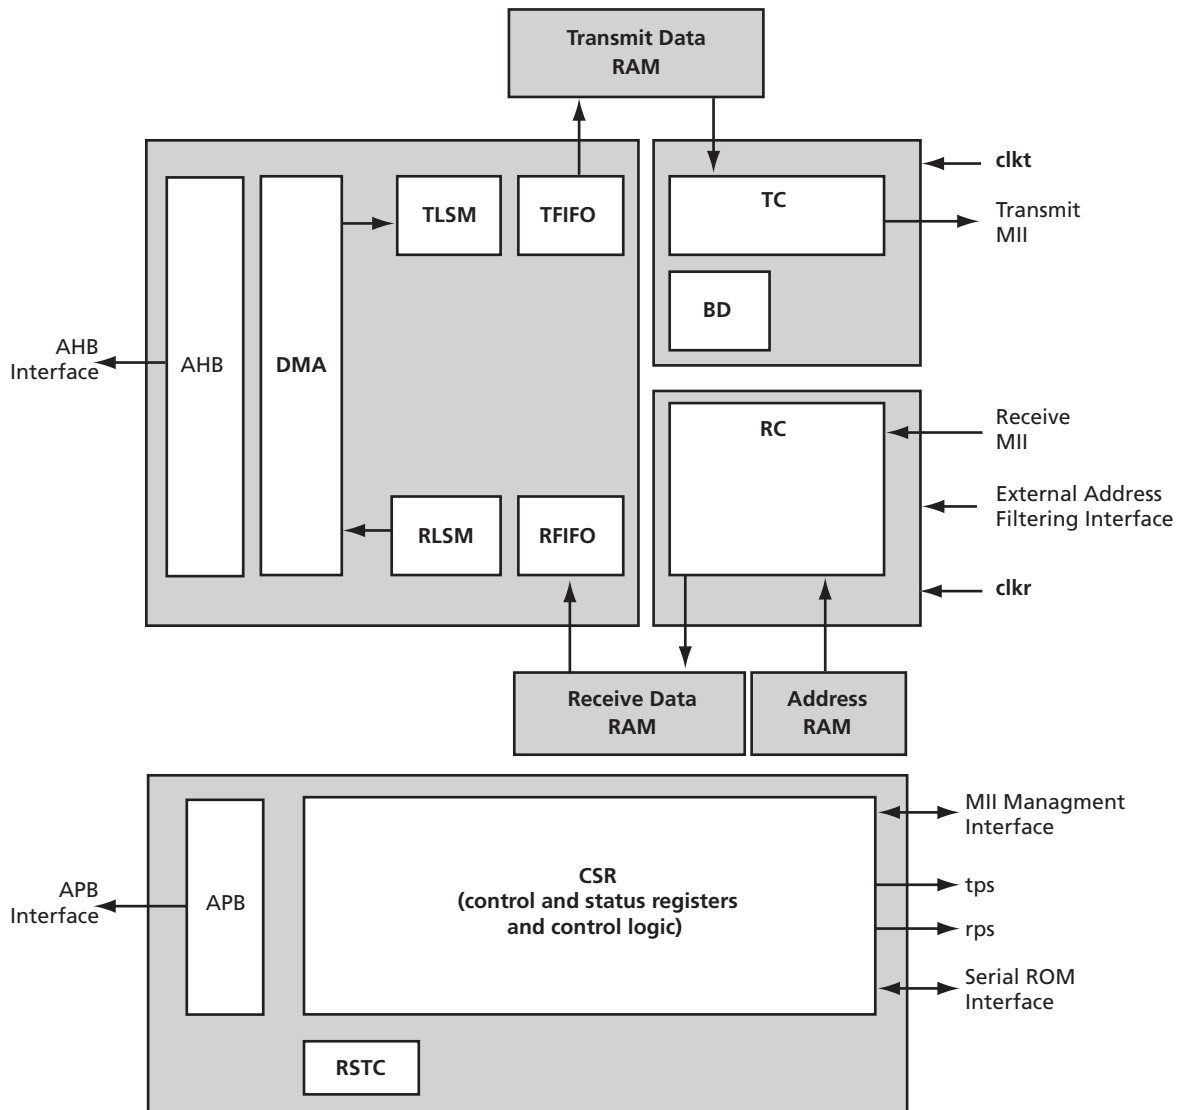 Transmit Data
RAM
clkt
TLSM
TFIFO
TC
Transmit
MII
BD
AHB
Interface
AHB
DMA
RC
Receive
MII
External Address
Filtering Interface
RLSM
RFIFO
clkr
Receive Data
RAM
Address
RAM
MII Managment
Interface
CSR
(control and status registers
and control logic)
tps
APB
Interface
APB
rps
Serial ROM
Interface
RSTC